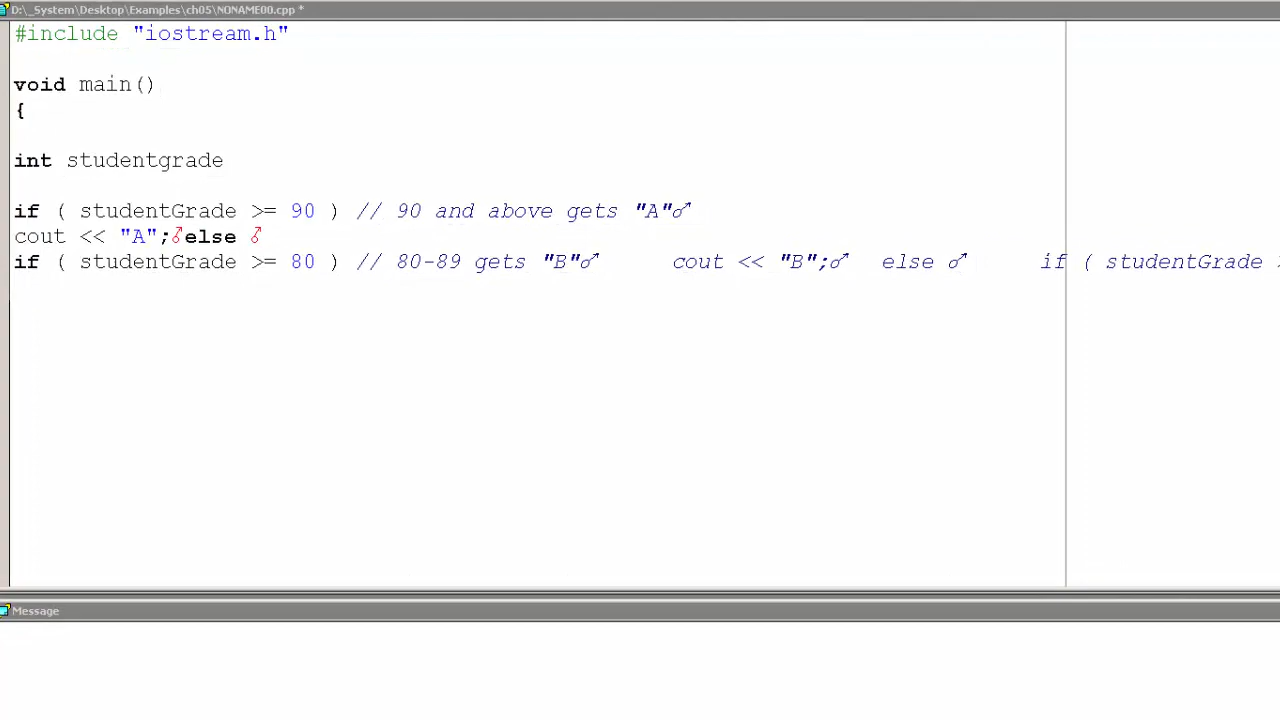 D:\_System\Desktop\Examples\ch05\NONAME00.cpp *
#include "iostream.h"
void main()
{
int studentgrade
if ( studentGrade >= 90 ) // 90 and above gets "A"♂
cout << "A";♂else ♂
if ( studentGrade >= 80 ) // 80-89 gets "B"♂ cout << "B";♂ else ♂ if ( studentGrade >
Message